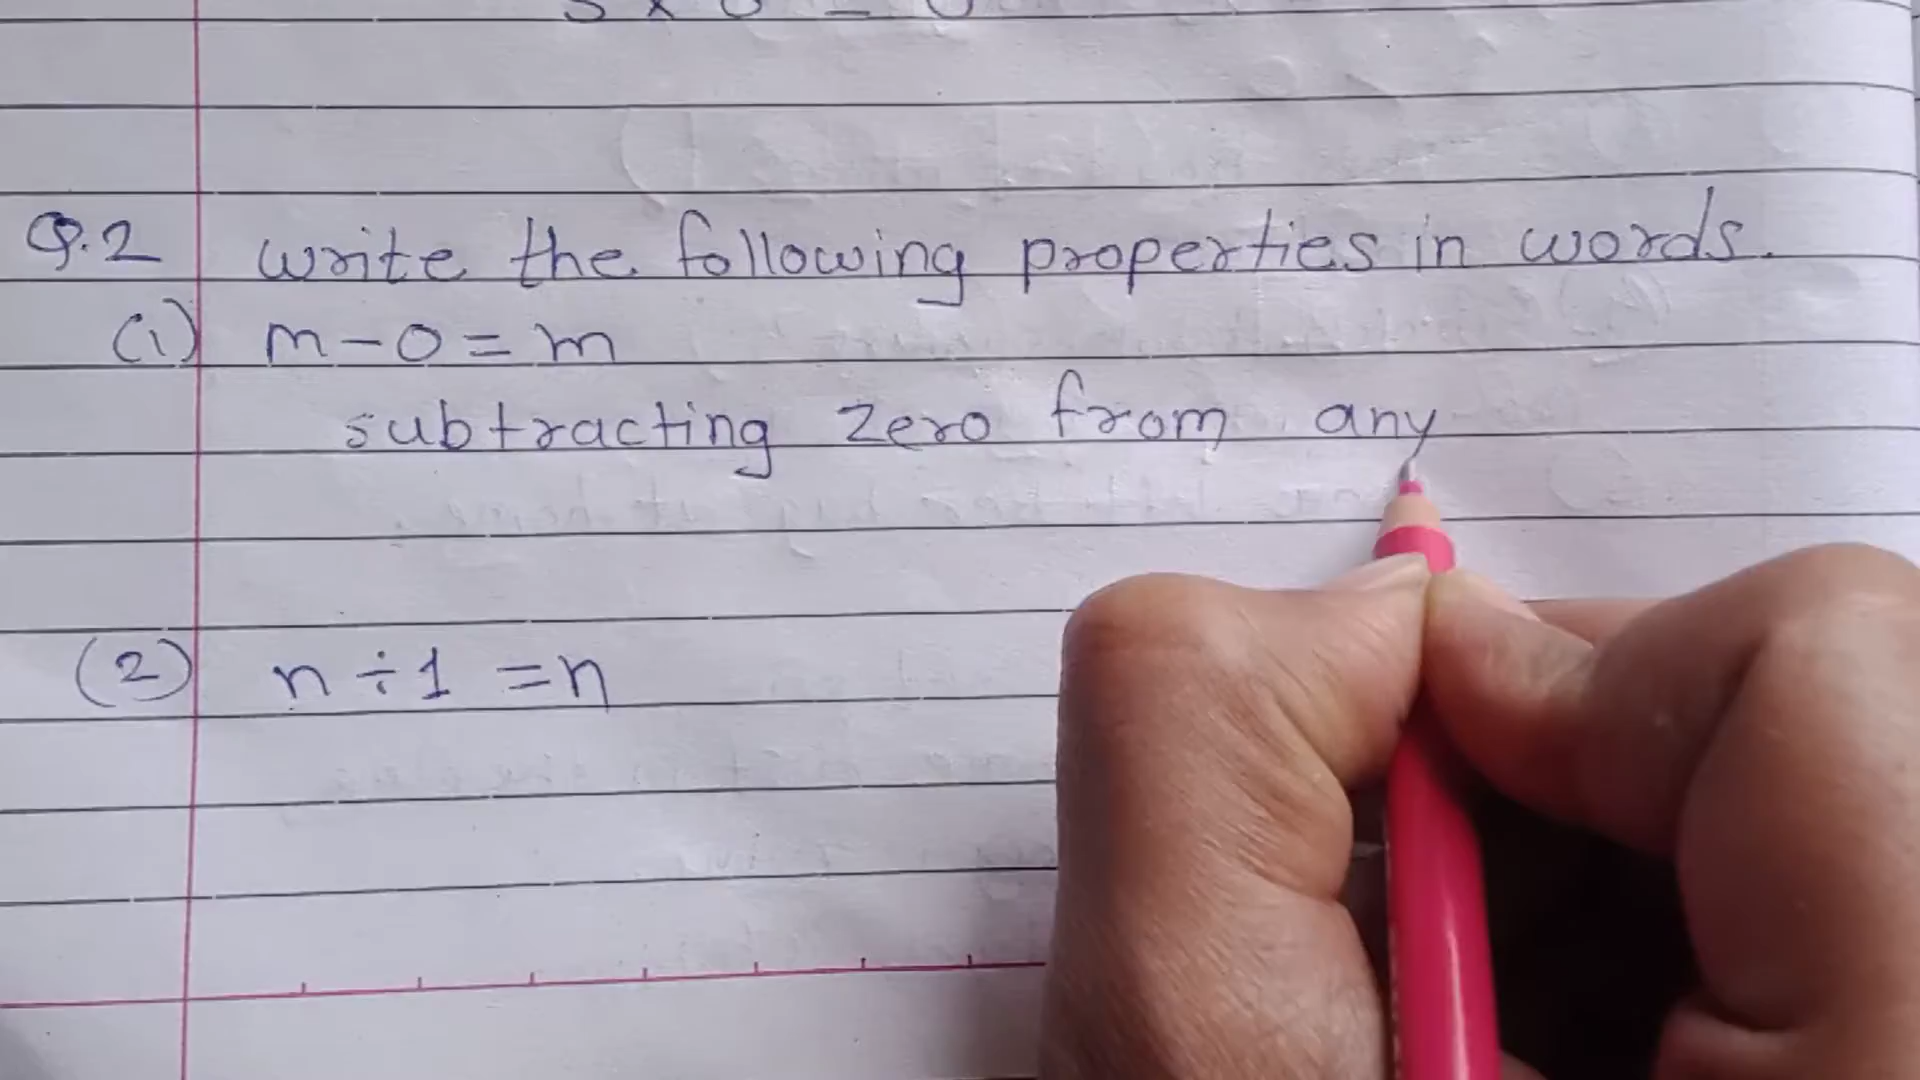 Q.2 write the following properties in words.
(1) m - 0 = m
subtracting zero from any
(2) n ÷ 1 = n